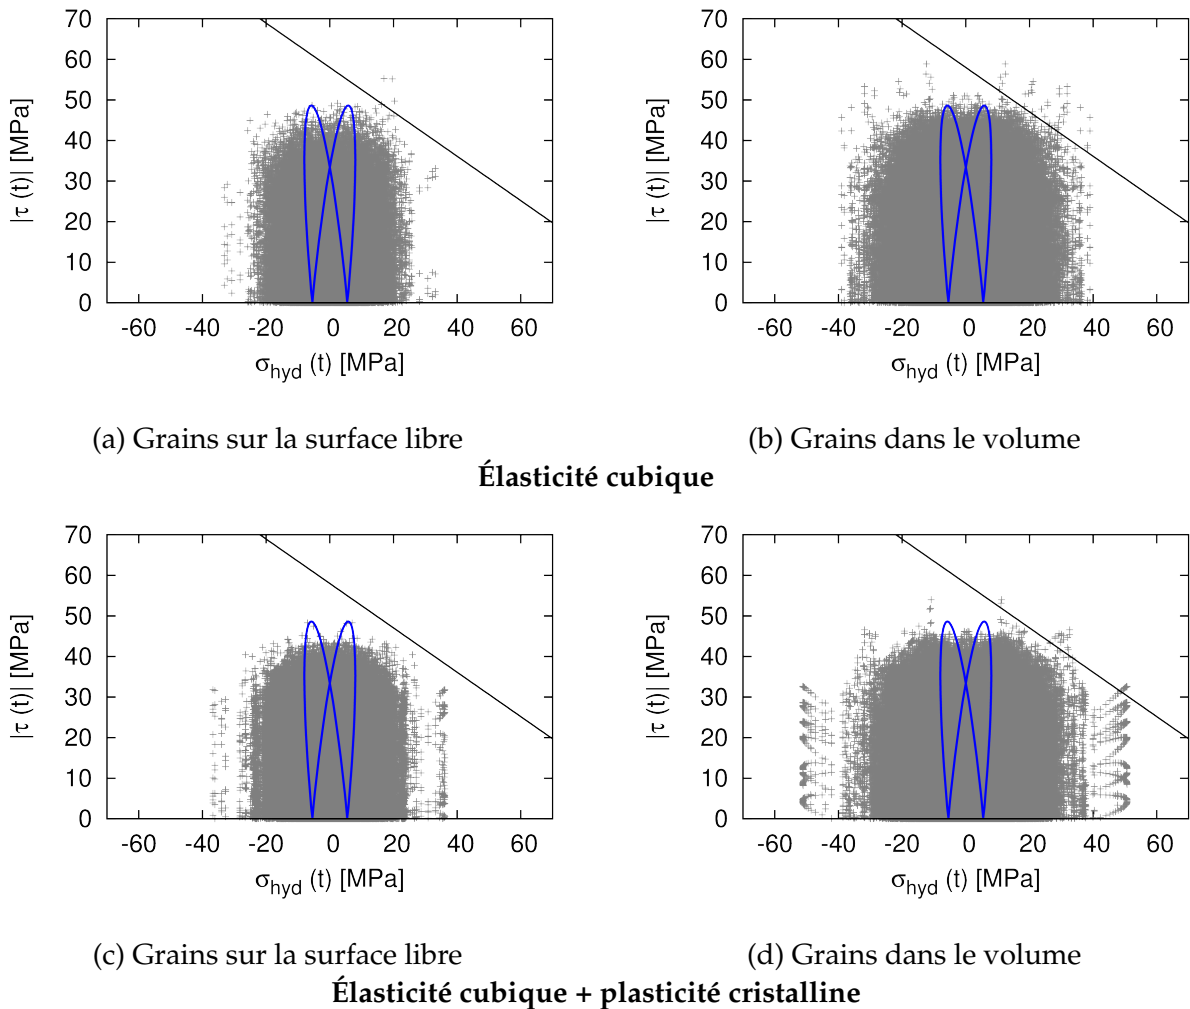 70
60
50
40
30
20
10
0
|τ (t)| [MPa]
-60 -40 -20 0 20 40 60
σhyd (t) [MPa]
70
60
50
40
30
20
10
0
|τ (t)| [MPa]
-60 -40 -20 0 20 40 60
σhyd (t) [MPa]
(a) Grains sur la surface libre
(b) Grains dans le volume
Élasticité cubique
70
60
50
40
30
20
10
0
|τ (t)| [MPa]
-60 -40 -20 0 20 40 60
σhyd (t) [MPa]
70
60
50
40
30
20
10
0
|τ (t)| [MPa]
-60 -40 -20 0 20 40 60
σhyd (t) [MPa]
(c) Grains sur la surface libre
(d) Grains dans le volume
Élasticité cubique + plasticité cristalline